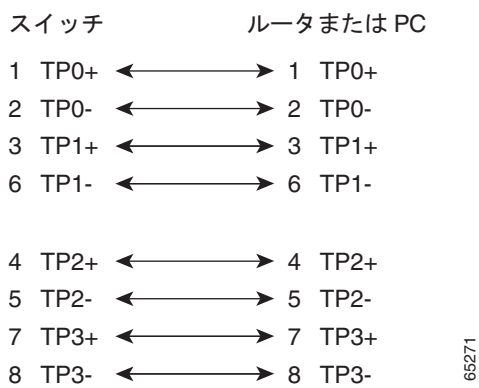 スイッチ ルータまたは PC
1 TP0+ 1 TP0+
2 TP0- 2 TP0-
3 TP1+ 3 TP1+
6 TP1- 6 TP1-
4 TP2+ 4 TP2+
5 TP2- 5 TP2-
7 TP3+ 7 TP3+
8 TP3- 8 TP3-
65271